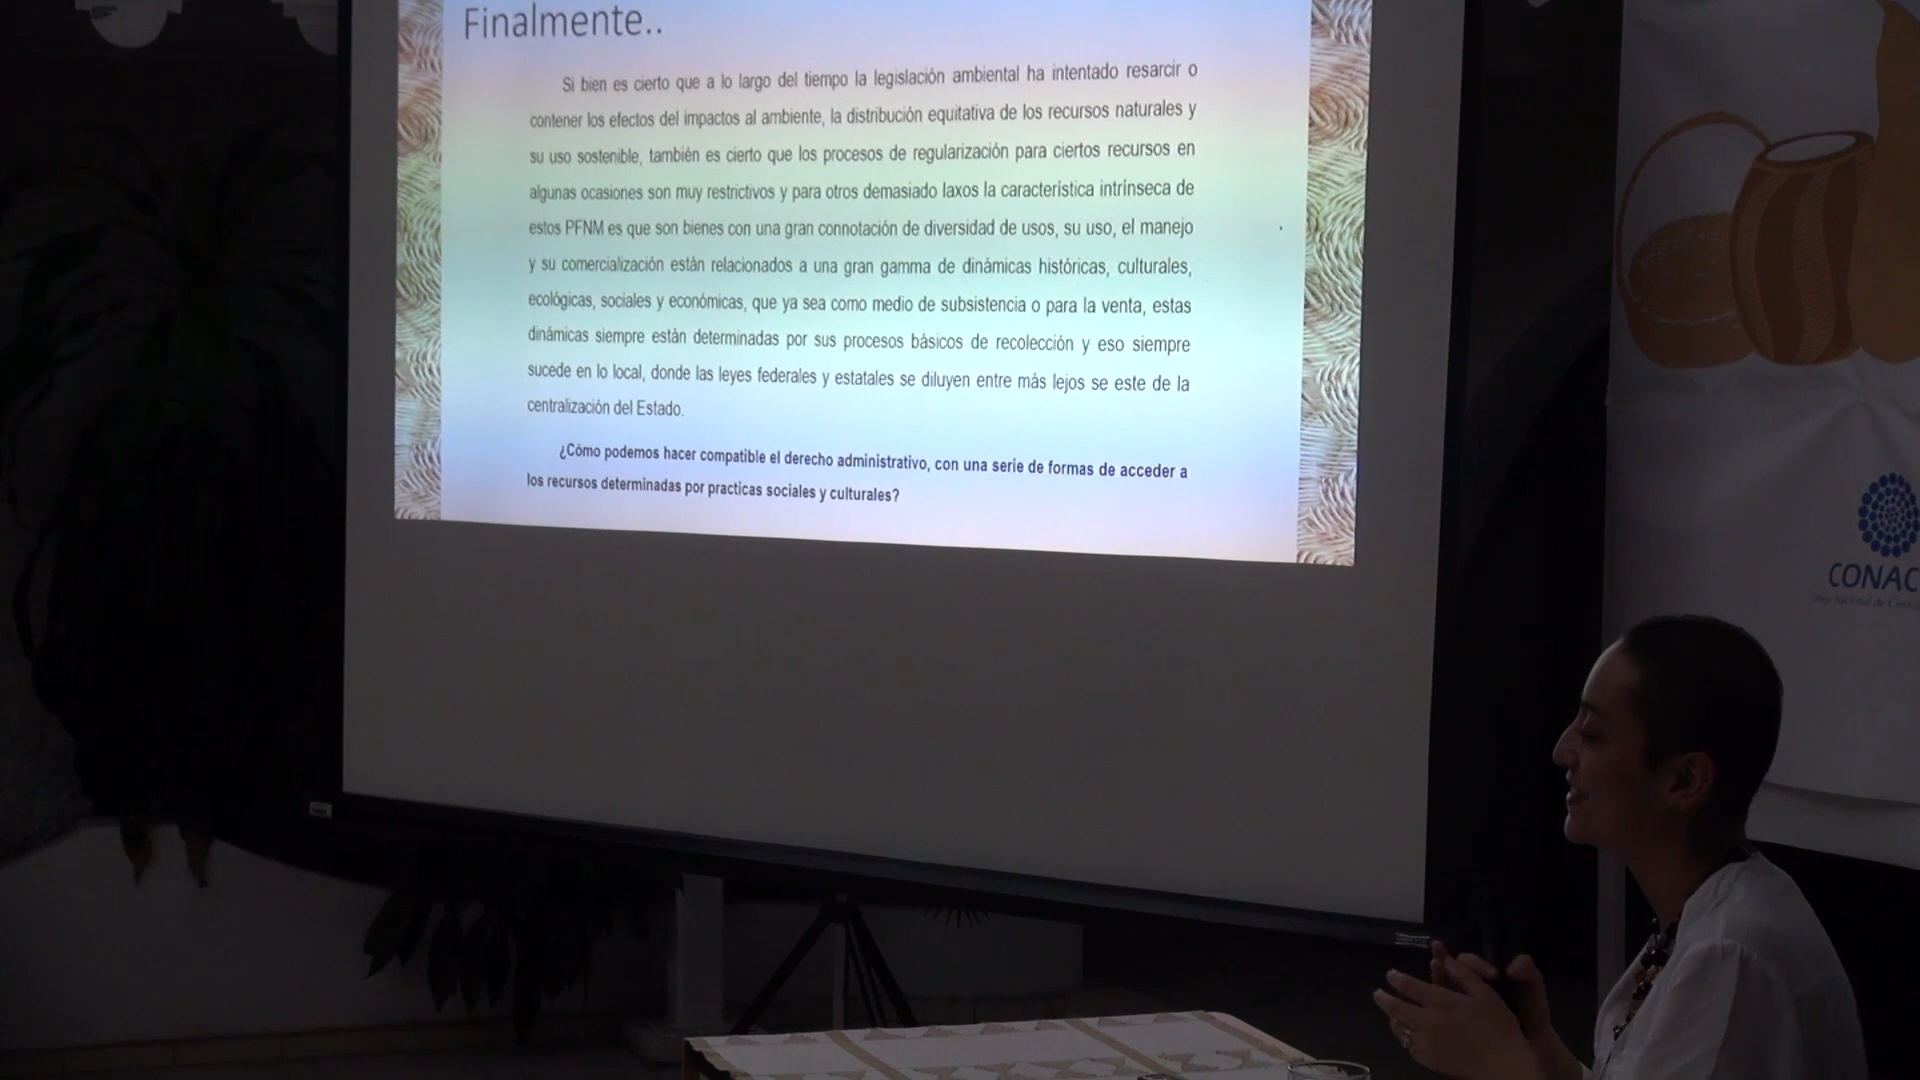 Finalmente..
Si bien es cierto que a lo largo del tiempo la legislación ambiental ha intentado resarcir o
contener los efectos del impactos al ambiente, la distribución equitativa de los recursos naturales y
su uso sostenible, también es cierto que los procesos de regularización para ciertos recursos en
algunas ocasiones son muy restrictivos y para otros demasiado laxos la característica intrínseca de
estos PFNM es que son bienes con una gran connotación de diversidad de usos, su uso, el manejo
y su comercialización están relacionados a una gran gamma de dinámicas históricas, culturales,
ecológicas, sociales y económicas, que ya sea como medio de subsistencia o para la venta, estas
dinámicas siempre están determinadas por sus procesos básicos de recolección y eso siempre
sucede en lo local, donde las leyes federales y estatales se diluyen entre más lejos se este de la
centralización del Estado.
¿Cómo podemos hacer compatible el derecho administrativo, con una serie de formas de acceder a
los recursos determinadas por practicas sociales y culturales?
CONAC